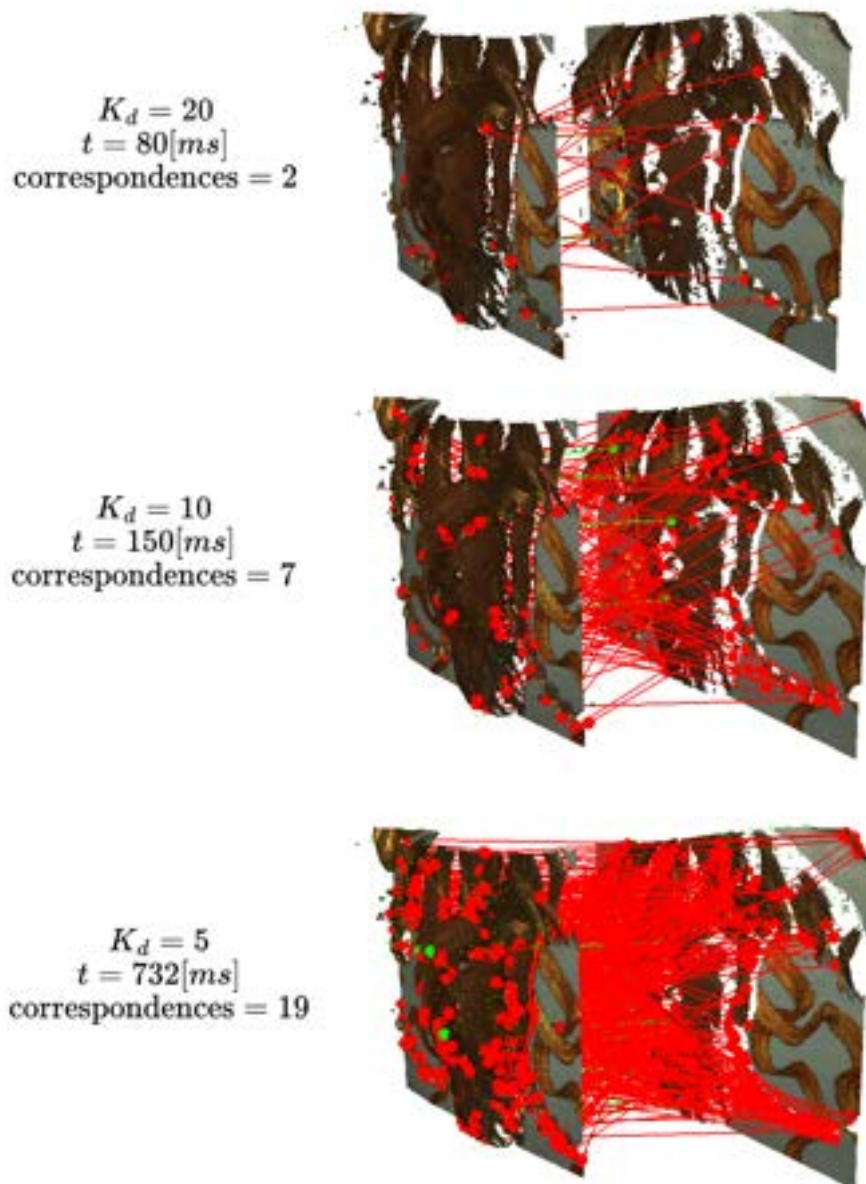 K_d = 20
t = 80[ms]
correspondences = 2
K_d = 10
t = 150[ms]
correspondences = 7
K_d = 5
t = 732[ms]
correspondences = 19